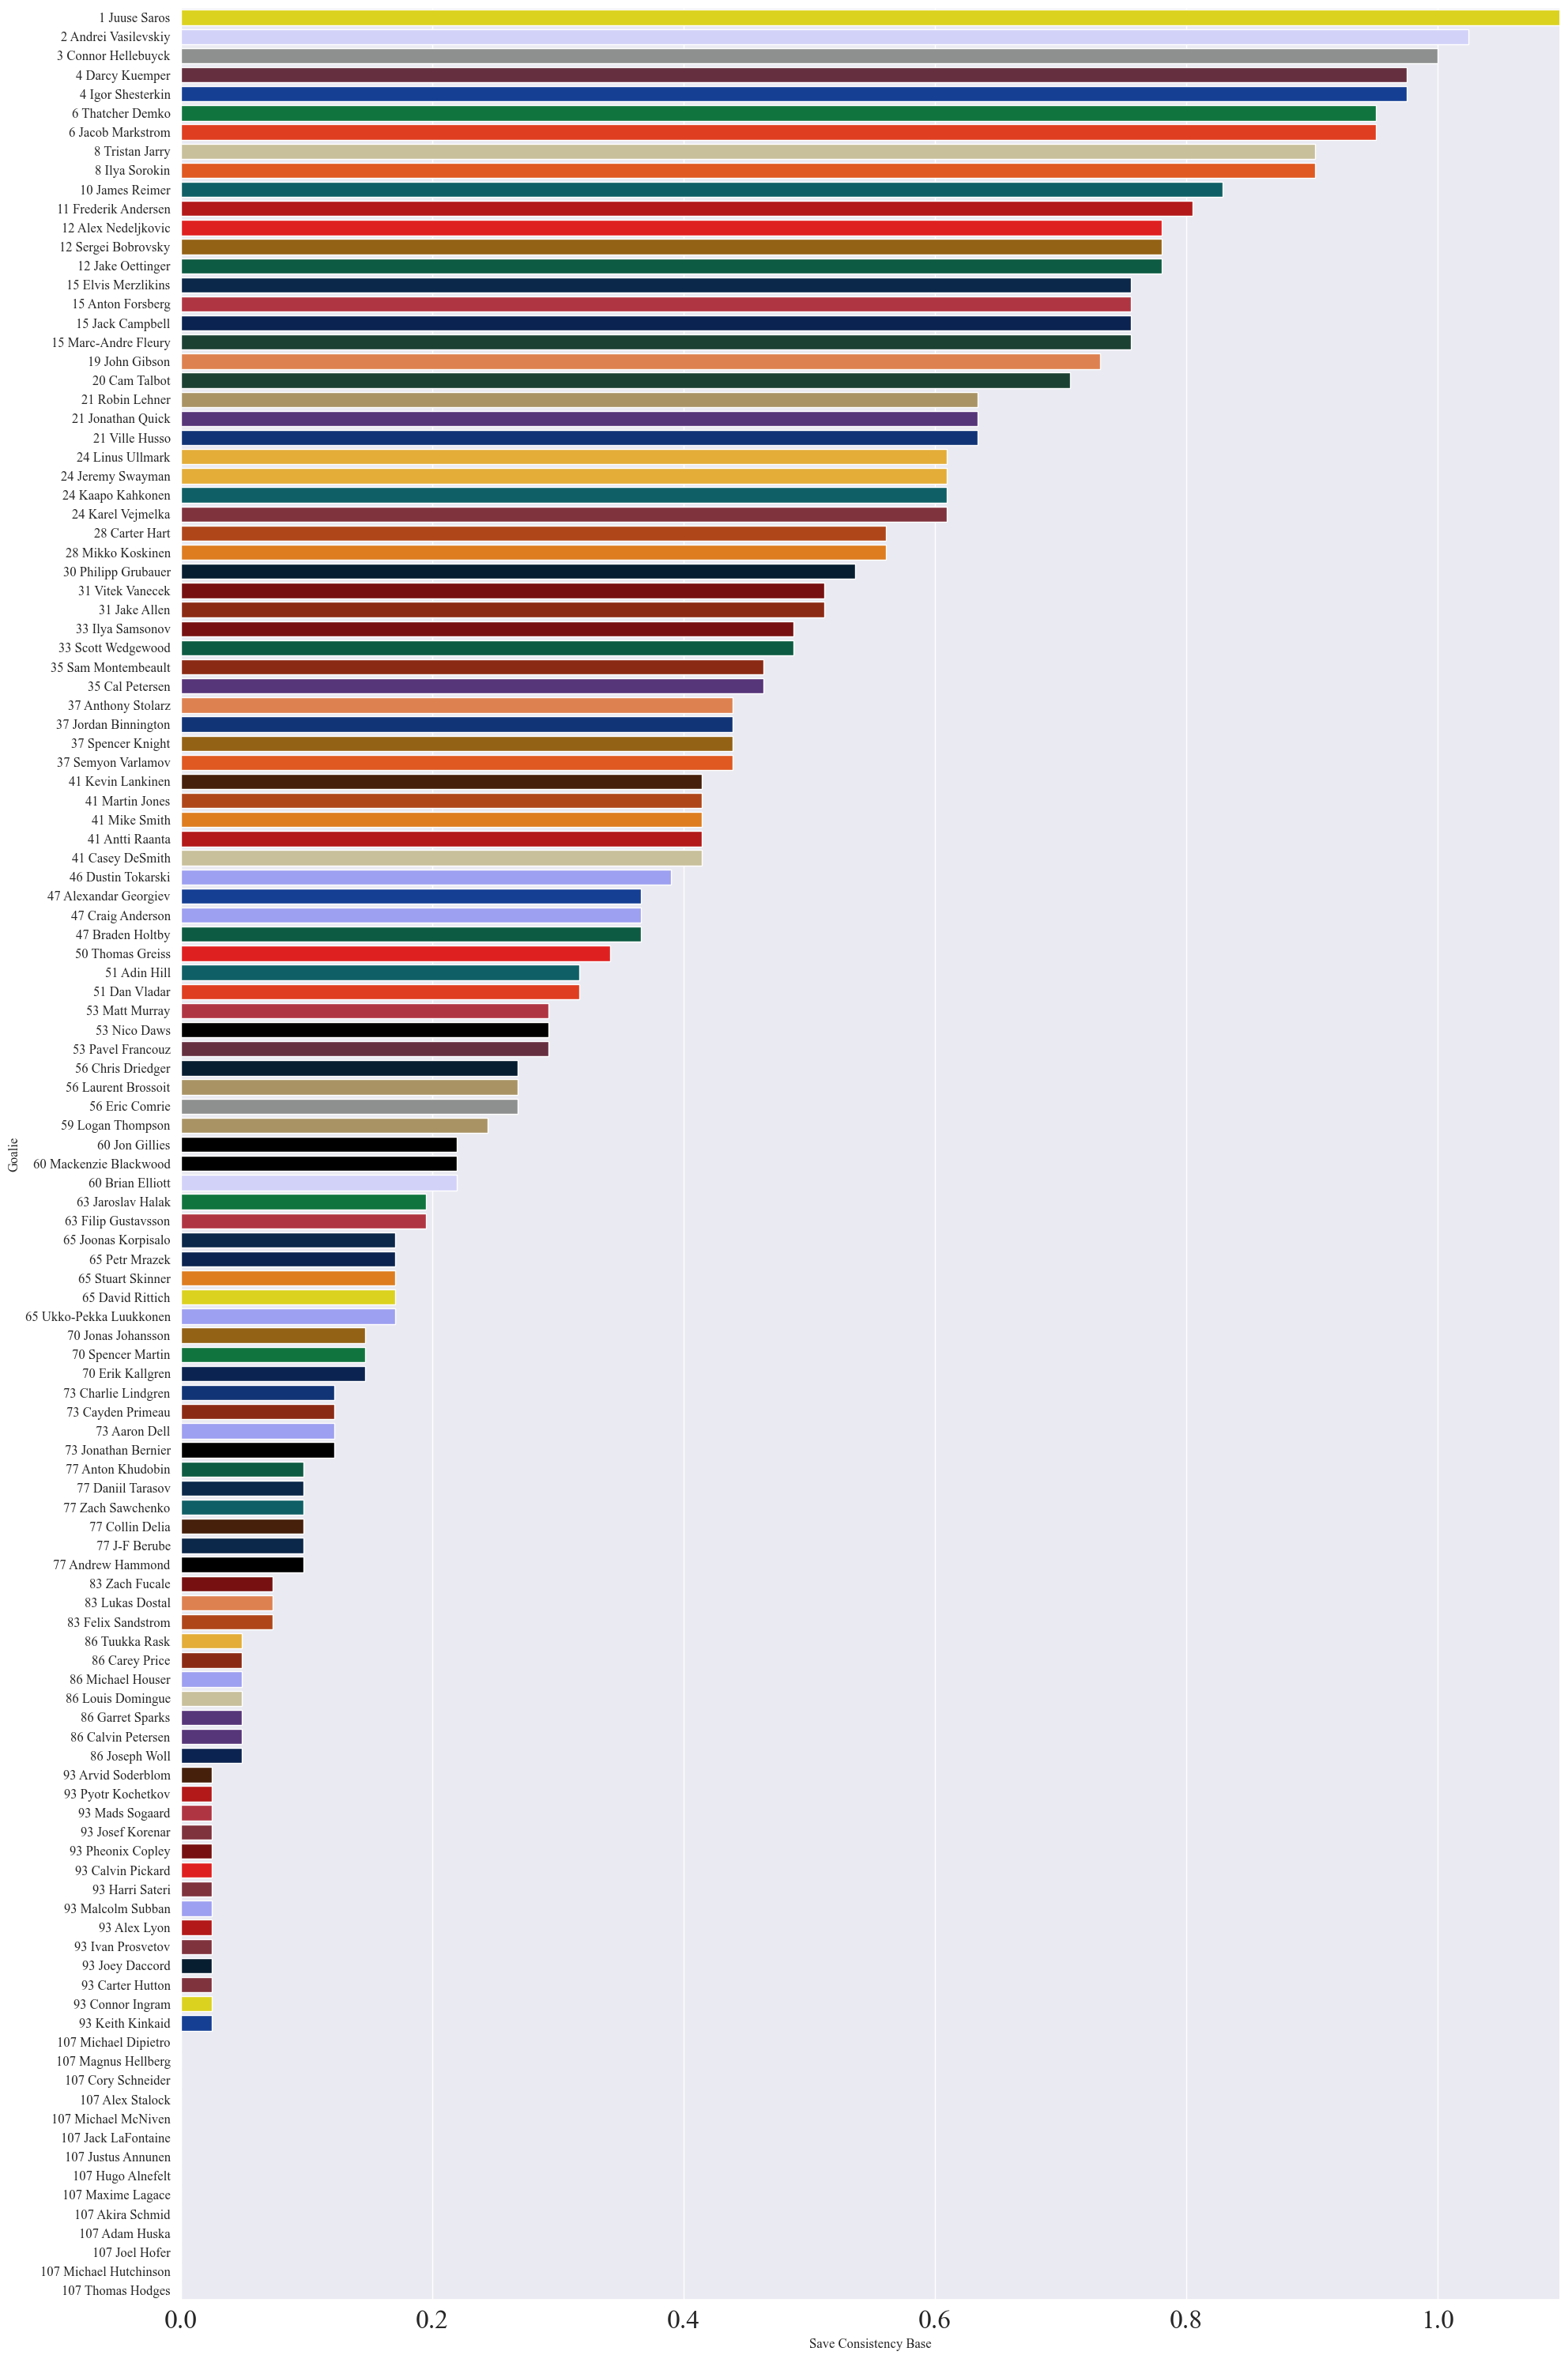 1 Juuse Saros
2 Andrei Vasilevskiy
3 Connor Hellebuyck
4 Darcy Kuemper
4 Igor Shesterkin
6 Thatcher Demko
6 Jacob Markstrom
8 Tristan Jarry
8 Ilya Sorokin
10 James Reimer
11 Frederik Andersen
12 Alex Nedeljkovic
12 Sergei Bobrovsky
12 Jake Oettinger
15 Elvis Merzlikins
15 Anton Forsberg
15 Jack Campbell
15 Marc-Andre Fleury
19 John Gibson
20 Cam Talbot
21 Robin Lehner
21 Jonathan Quick
21 Ville Husso
24 Linus Ullmark
24 Jeremy Swayman
24 Kaapo Kahkonen
24 Karel Vejmelka
28 Carter Hart
28 Mikko Koskinen
30 Philipp Grubauer
31 Vitek Vanecek
31 Jake Allen
33 Ilya Samsonov
33 Scott Wedgewood
35 Sam Montembeault
35 Cal Petersen
37 Anthony Stolarz
37 Jordan Binnington
37 Spencer Knight
37 Semyon Varlamov
41 Kevin Lankinen
41 Martin Jones
41 Mike Smith
41 Antti Raanta
41 Casey DeSmith
46 Dustin Tokarski
47 Alexandar Georgiev
47 Craig Anderson
47 Braden Holtby
50 Thomas Greiss
51 Adin Hill
51 Dan Vladar
53 Matt Murray
53 Nico Daws
53 Pavel Francouz
56 Chris Driedger
56 Laurent Brossoit
56 Eric Comrie
59 Logan Thompson
60 Jon Gillies
60 Mackenzie Blackwood
60 Brian Elliott
63 Jaroslav Halak
63 Filip Gustavsson
65 Joonas Korpisalo
65 Petr Mrazek
65 Stuart Skinner
65 David Rittich
65 Ukko-Pekka Luukkonen
70 Jonas Johansson
70 Spencer Martin
70 Erik Kallgren
73 Charlie Lindgren
73 Cayden Primeau
73 Aaron Dell
73 Jonathan Bernier
77 Anton Khudobin
77 Daniil Tarasov
77 Zach Sawchenko
77 Collin Delia
77 J-F Berube
77 Andrew Hammond
83 Zach Fucale
83 Lukas Dostal
83 Felix Sandstrom
86 Tuukka Rask
86 Carey Price
86 Michael Houser
86 Louis Domingue
86 Garret Sparks
86 Calvin Petersen
86 Joseph Woll
93 Arvid Soderblom
93 Pyotr Kochetkov
93 Mads Sogaard
93 Josef Korenar
93 Pheonix Copley
93 Calvin Pickard
93 Harri Sateri
93 Malcolm Subban
93 Alex Lyon
93 Ivan Prosvetov
93 Joey Daccord
93 Carter Hutton
93 Connor Ingram
93 Keith Kinkaid
107 Michael Dipietro
107 Magnus Hellberg
107 Cory Schneider
107 Alex Stalock
107 Michael McNiven
107 Jack LaFontaine
107 Justus Annunen
107 Hugo Alnefelt
107 Maxime Lagace
107 Akira Schmid
107 Adam Huska
107 Joel Hofer
107 Michael Hutchinson
107 Thomas Hodges
Goalie
0.0 0.2 0.4 0.6 0.8 1.0
Save Consistency Base